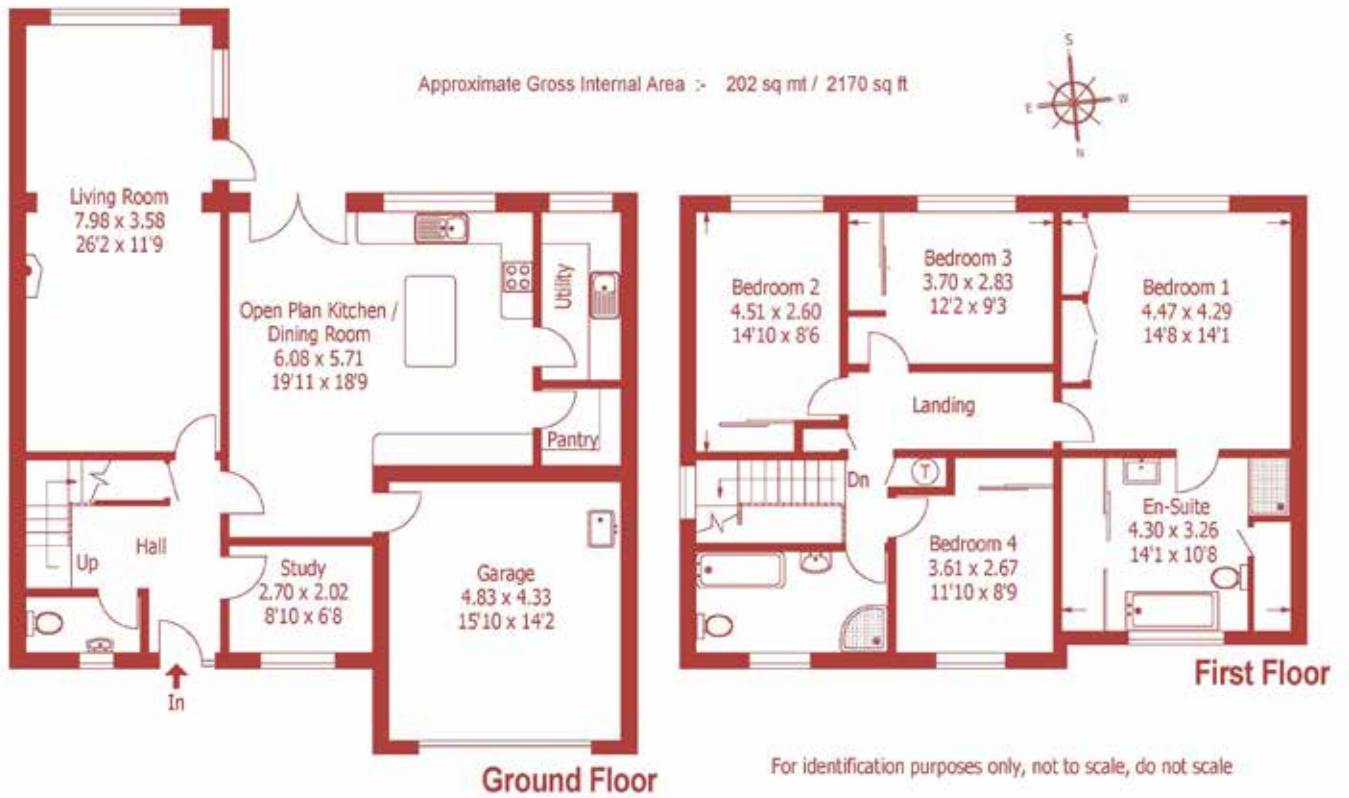 Approximate Gross Internal Area :- 202 sq mt / 2170 sq ft
S
E
W
N
Living Room
7.98 x 3.58
26'2 x 11'9
Open Plan Kitchen /
Dining Room
6.08 x 5.71
19'11 x 18'9
Utility
Pantry
Hall
Up
Study
2.70 x 2.02
8'10 x 6'8
Garage
4.83 x 4.33
15'10 x 14'2
In
Ground Floor
Bedroom 2
4.51 x 2.60
14'10 x 8'6
Bedroom 3
3.70 x 2.83
12'2 x 9'3
Bedroom 1
4.47 x 4.29
14'8 x 14'1
Landing
Dn
T
Bedroom 4
3.61 x 2.67
11'10 x 8'9
En-Suite
4.30 x 3.26
14'1 x 10'8
First Floor
For identification purposes only, not to scale, do not scale